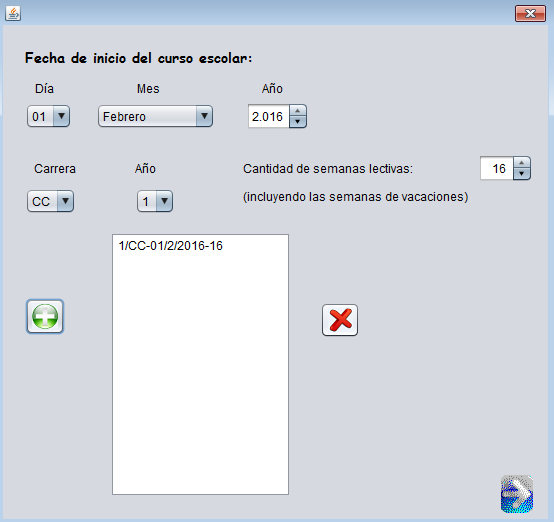 Fecha de inicio del curso escolar:
Día Mes Año
01 Febrero 2.016
Carrera Año Cantidad de semanas lectivas: 16
CC 1 (incluyendo las semanas de vacaciones)
1/CC-01/2/2016-16